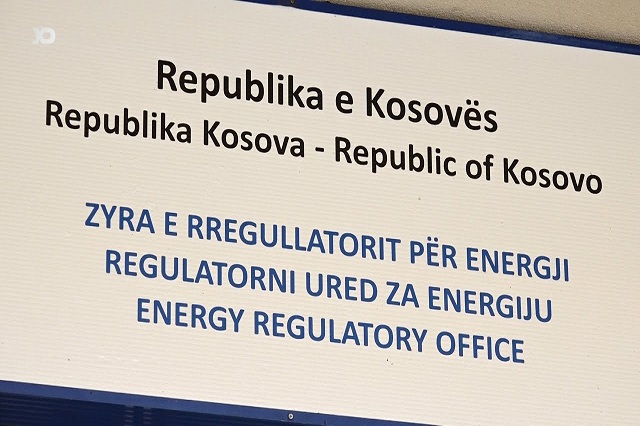 Republika e Kosovës
Republika Kosova - Republic of Kosovo
ZYRA E RREGULLATORIT PËR ENERGJI
REGULATORNI URED ZA ENERGIJU
ENERGY REGULATORY OFFICE